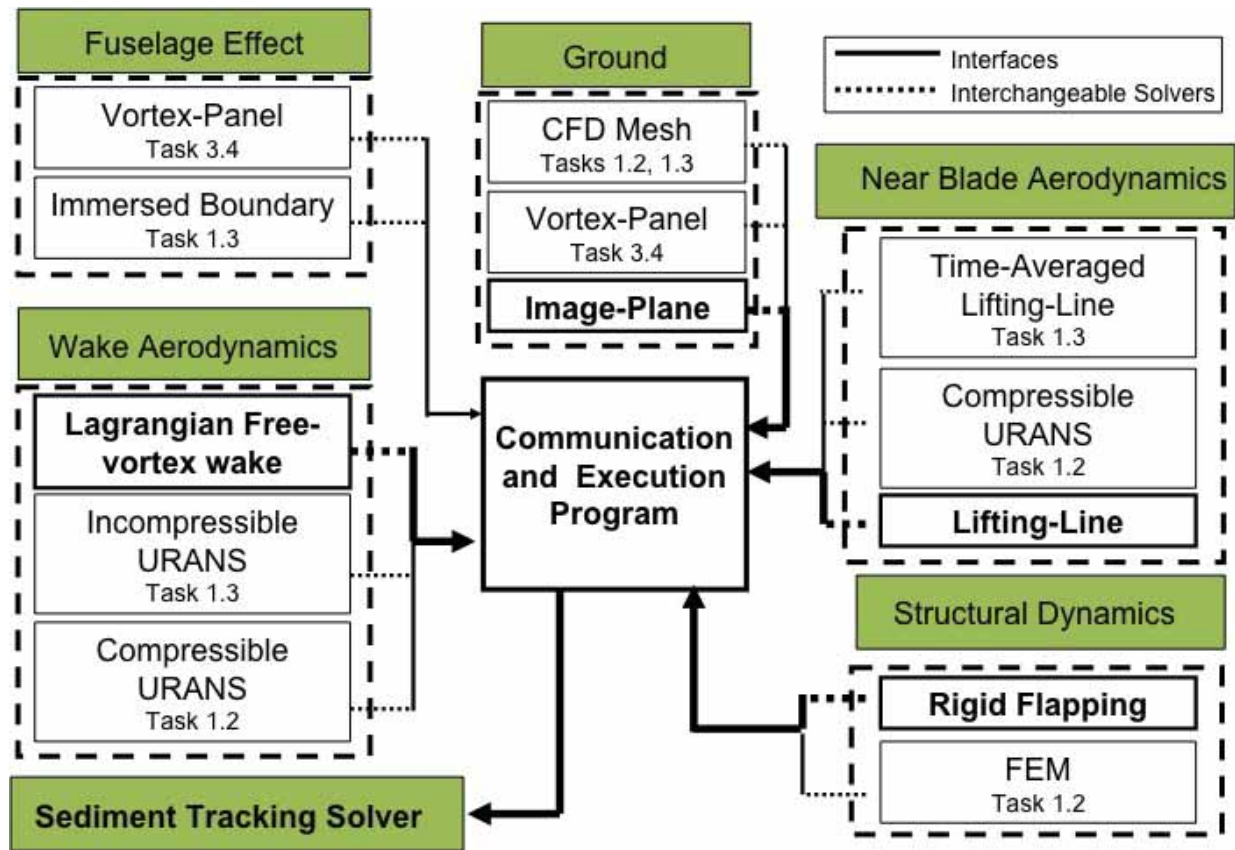 Fuselage Effect
Vortex-Panel
Task 3.4
Immersed Boundary
Task 1.3
Ground
CFD Mesh
Tasks 1.2, 1.3
Vortex-Panel
Task 3.4
Image-Plane
Interfaces
Interchangeable Solvers
Near Blade Aerodynamics
Time-Averaged
Lifting-Line
Task 1.3
Compressible
URANS
Task 1.2
Lifting-Line
Wake Aerodynamics
Lagrangian Free-
vortex wake
Incompressible
URANS
Task 1.3
Compressible
URANS
Task 1.2
Communication
and Execution
Program
Structural Dynamics
Rigid Flapping
FEM
Task 1.2
Sediment Tracking Solver